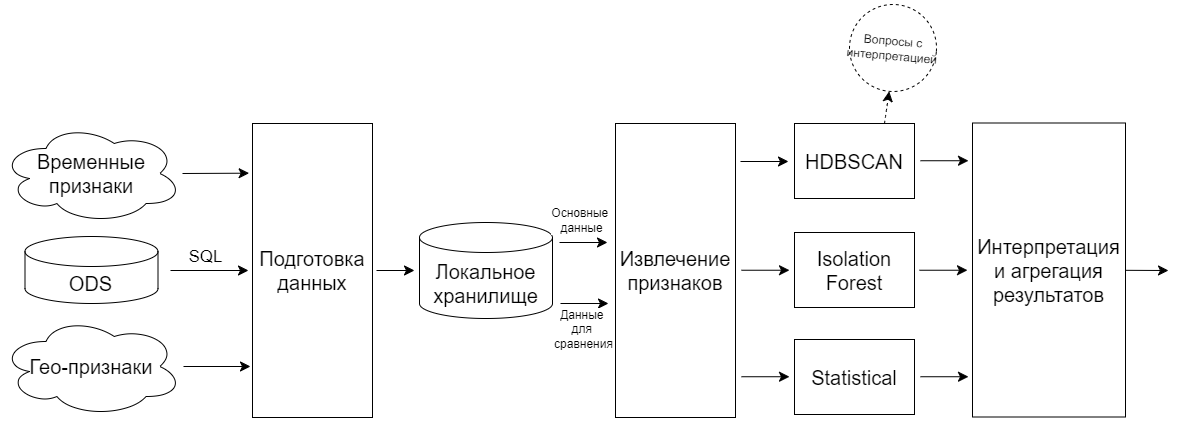 Вопросы с
интерпретацией
Временные
признаки
SQL
ODS
Гео-признаки
Подготовка
данных
Локальное
хранилище
Основные
данные
Данные
для
сравнения
Извлечение
признаков
HDBSCAN
Isolation
Forest
Statistical
Интерпретация
и агрегация
результатов